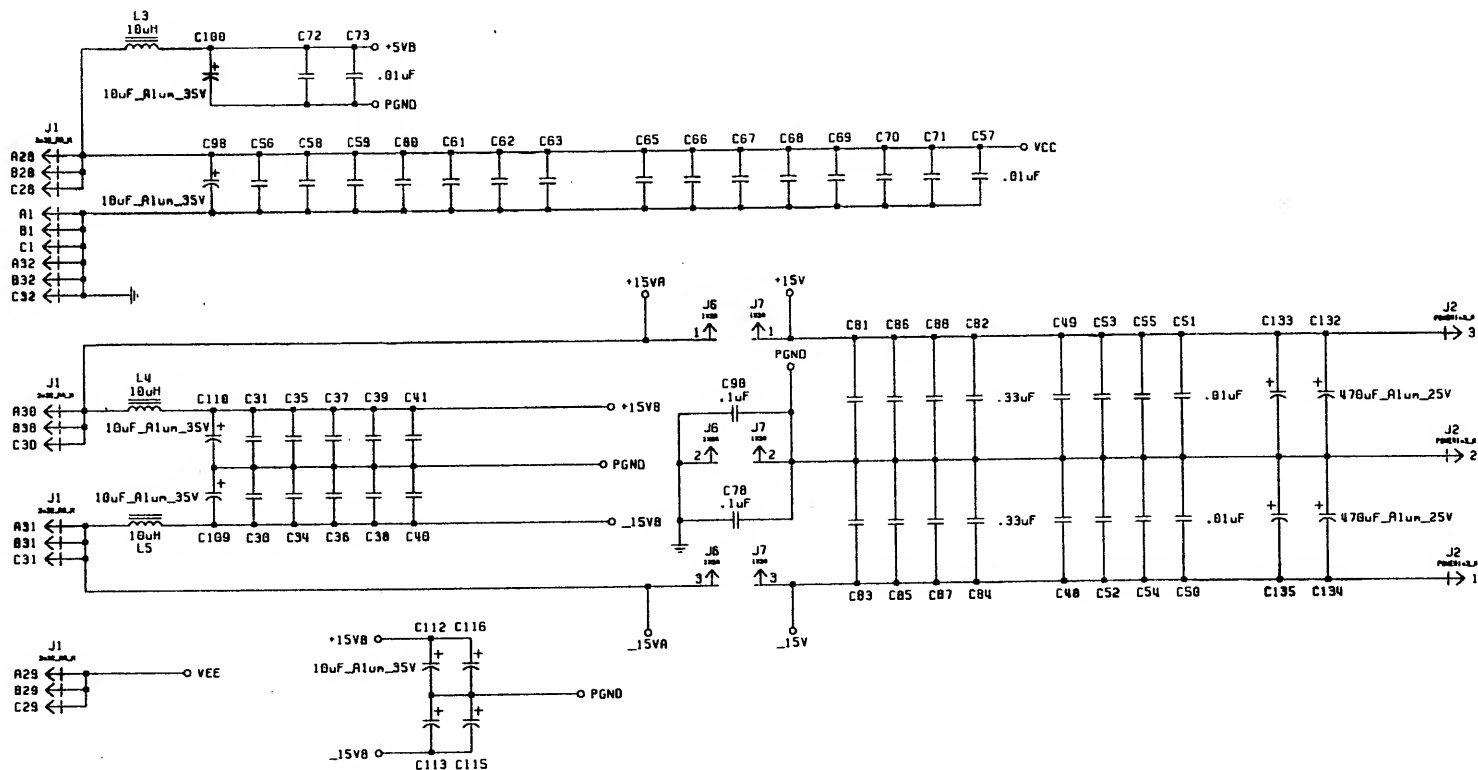 L3
10uH
C100
C72
C73
+5VB
.01uF
10uF_Alum_35V
PGND
J1
A28
B28
C28
C98
C56
C58
C59
C80
C61
C62
C63
C65
C66
C67
C68
C69
C70
C71
C57
VCC
.01uF
10uF_Alum_35V
A1
B1
C1
A32
B32
C32
+15VA
+15V
J6
1
J7
1
PGND
C81
C86
C88
C82
C49
C53
C55
C51
C133
C132
J2
3
J1
A30
B30
C30
L4
10uH
C110
C31
C35
C37
C39
C41
+15VB
10uF_Alum_35V
C90
.1uF
.33uF
.01uF
470uF_Alum_25V
J6
2
J7
2
PGND
J2
2
J1
A31
B31
C31
10uF_Alum_35V
10uH
L5
C109
C30
C34
C36
C38
C40
_15VB
C78
.1uF
.33uF
.01uF
470uF_Alum_25V
J6
3
J7
3
C83
C85
C87
C84
C48
C52
C54
C50
C135
C134
J2
1
_15VA
_15V
J1
A29
B29
C29
VEE
+15VB
C112
C116
10uF_Alum_35V
PGND
_15VB
C113
C115